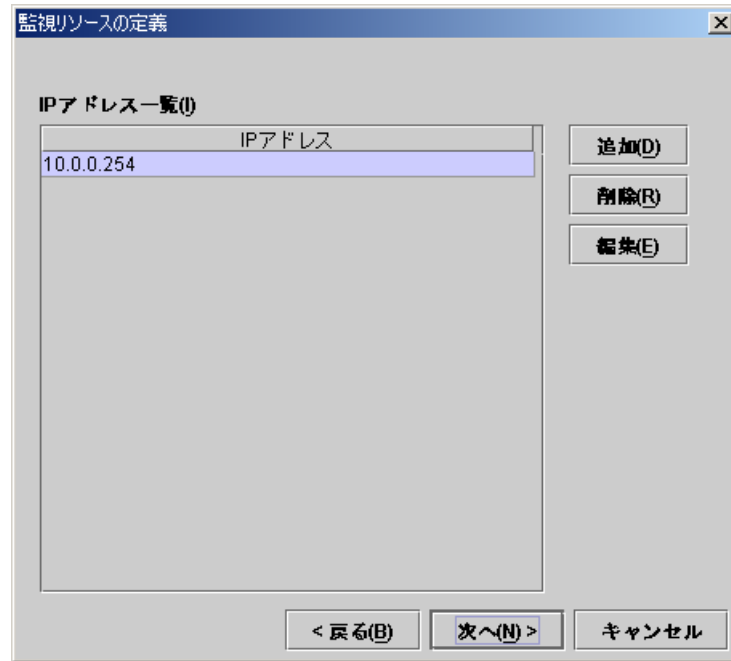 監視リソースの定義
IPアドレス一覧(I)
IPアドレス
10.0.0.254
追加(D)
削除(R)
編集(E)
< 戻る(B)
次へ(N) >
キャンセル